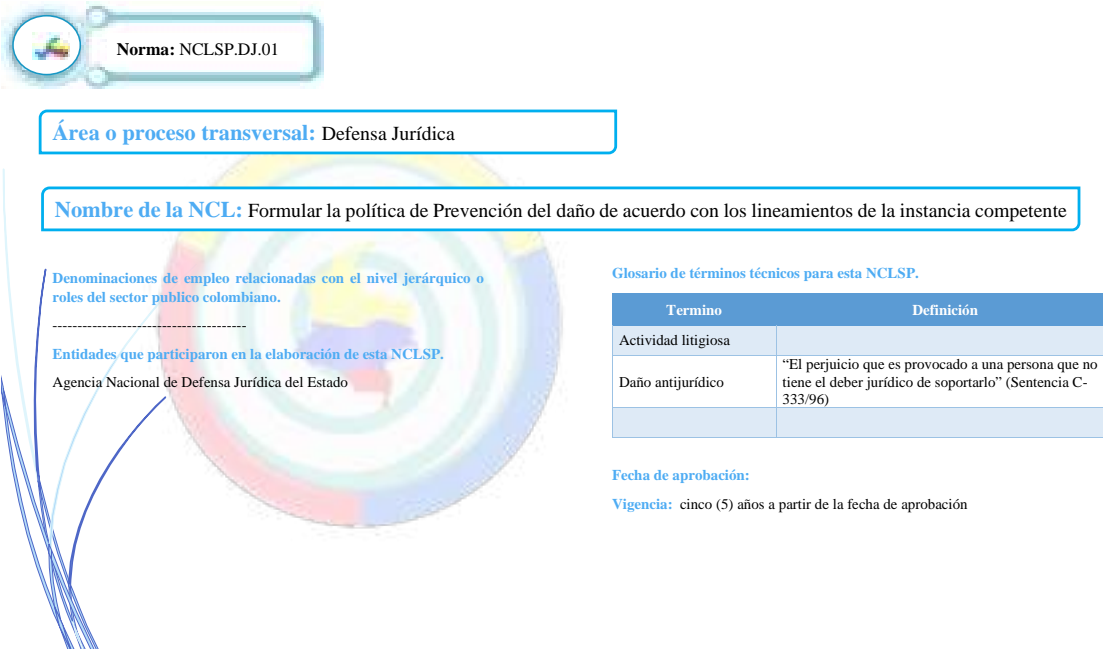 Norma: NCLSP.DJ.01
Área o proceso transversal: Defensa Jurídica
Nombre de la NCL: Formular la política de Prevención del daño de acuerdo con los lineamientos de la instancia competente
Denominaciones de empleo relacionadas con el nivel jerárquico o
roles del sector publico colombiano.
---------------------------------------
Entidades que participaron en la elaboración de esta NCLSP.
Agencia Nacional de Defensa Jurídica del Estado
Glosario de términos técnicos para esta NCLSP.
Termino Definición
Actividad litigiosa
Daño antijurídico
“El perjuicio que es provocado a una persona que no
tiene el deber jurídico de soportarlo” (Sentencia C-
333/96)
Fecha de aprobación:
Vigencia: cinco (5) años a partir de la fecha de aprobación